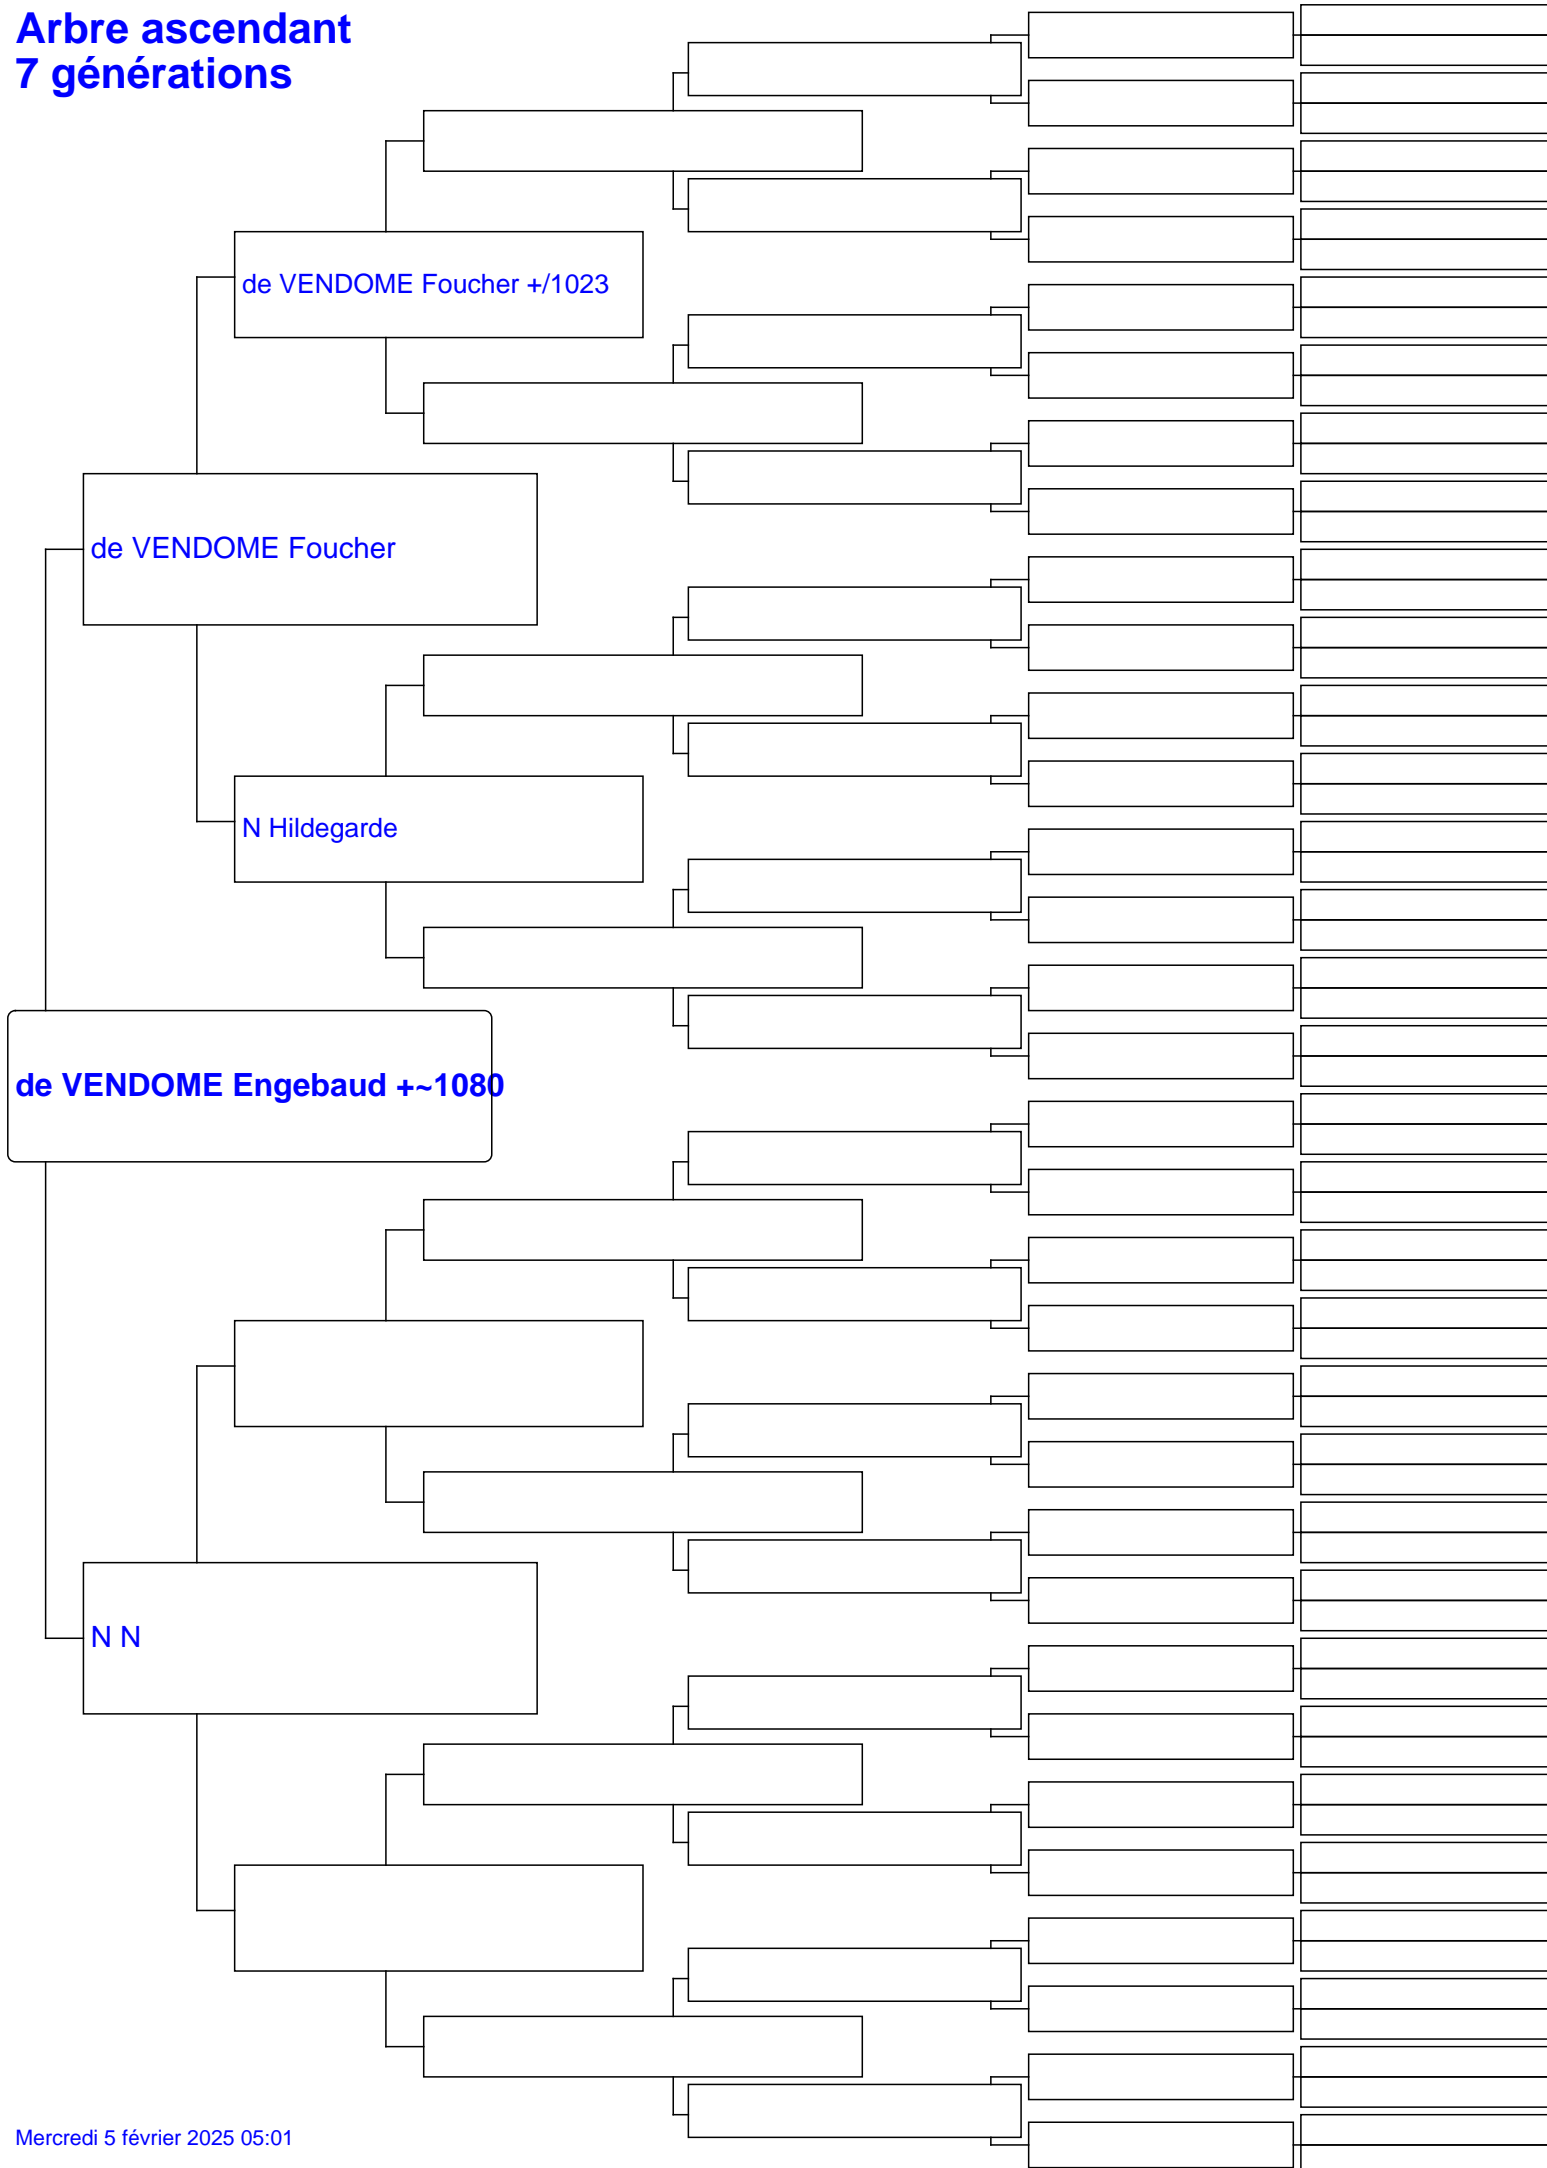 Arbre ascendant
7 générations
de VENDOME Foucher +/1023
de VENDOME Foucher
N Hildegarde
de VENDOME Engebaud +~1080
N N
Mercredi 5 février 2025 05:01